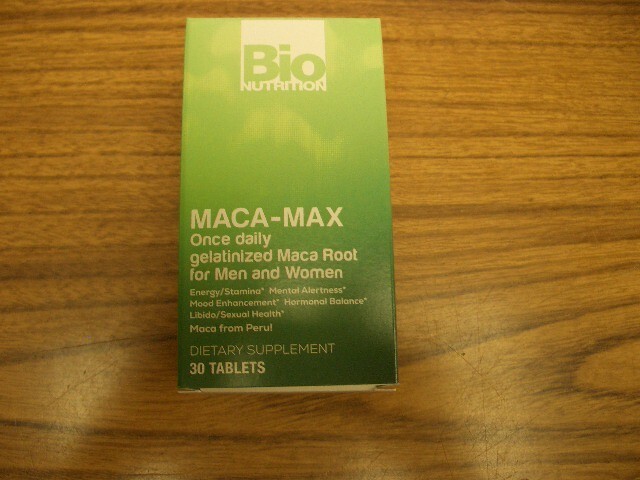 Bio
NUTRITION
MACA-MAX
Once daily
gelatinized Maca Root
for Men and Women
Energy/Stamina* Mental Alertness*
Mood Enhancement* Hormonal Balance*
Libido/Sexual Health*
Maca from Peru!
DIETARY SUPPLEMENT
30 TABLETS